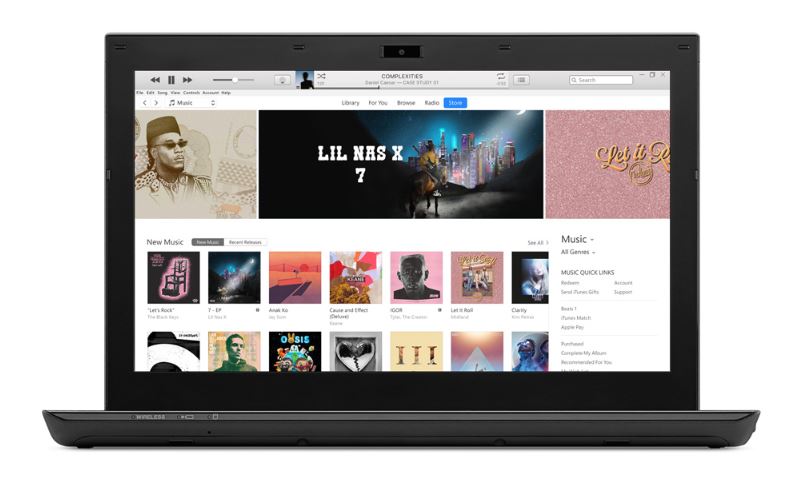 COMPLEXITIES
Daniel Caesar — CASE STUDY 01
Search
File Edit Song View Controls Account Help
Music
Library For You Browse Radio Store
LIL NAS X
7
Let it R
New Music
New Music
Recent Releases
See All
"Let's Rock"
The Black Keys
7 - EP
Lil Nas X
Anak Ko
Jay Som
KEANE
Cause and Effect
(Deluxe)
Keane
IGOR
Tyler, The Creator
Let It Roll
Midland
Clarity
Kim Petras
OASIS
III
Music
All Genres
MUSIC QUICK LINKS
Redeem
Account
Send iTunes Gifts
Support
Beats 1
iTunes Match
Apple Pay
Purchased
Complete My Album
Recommended For You
WIRELESS